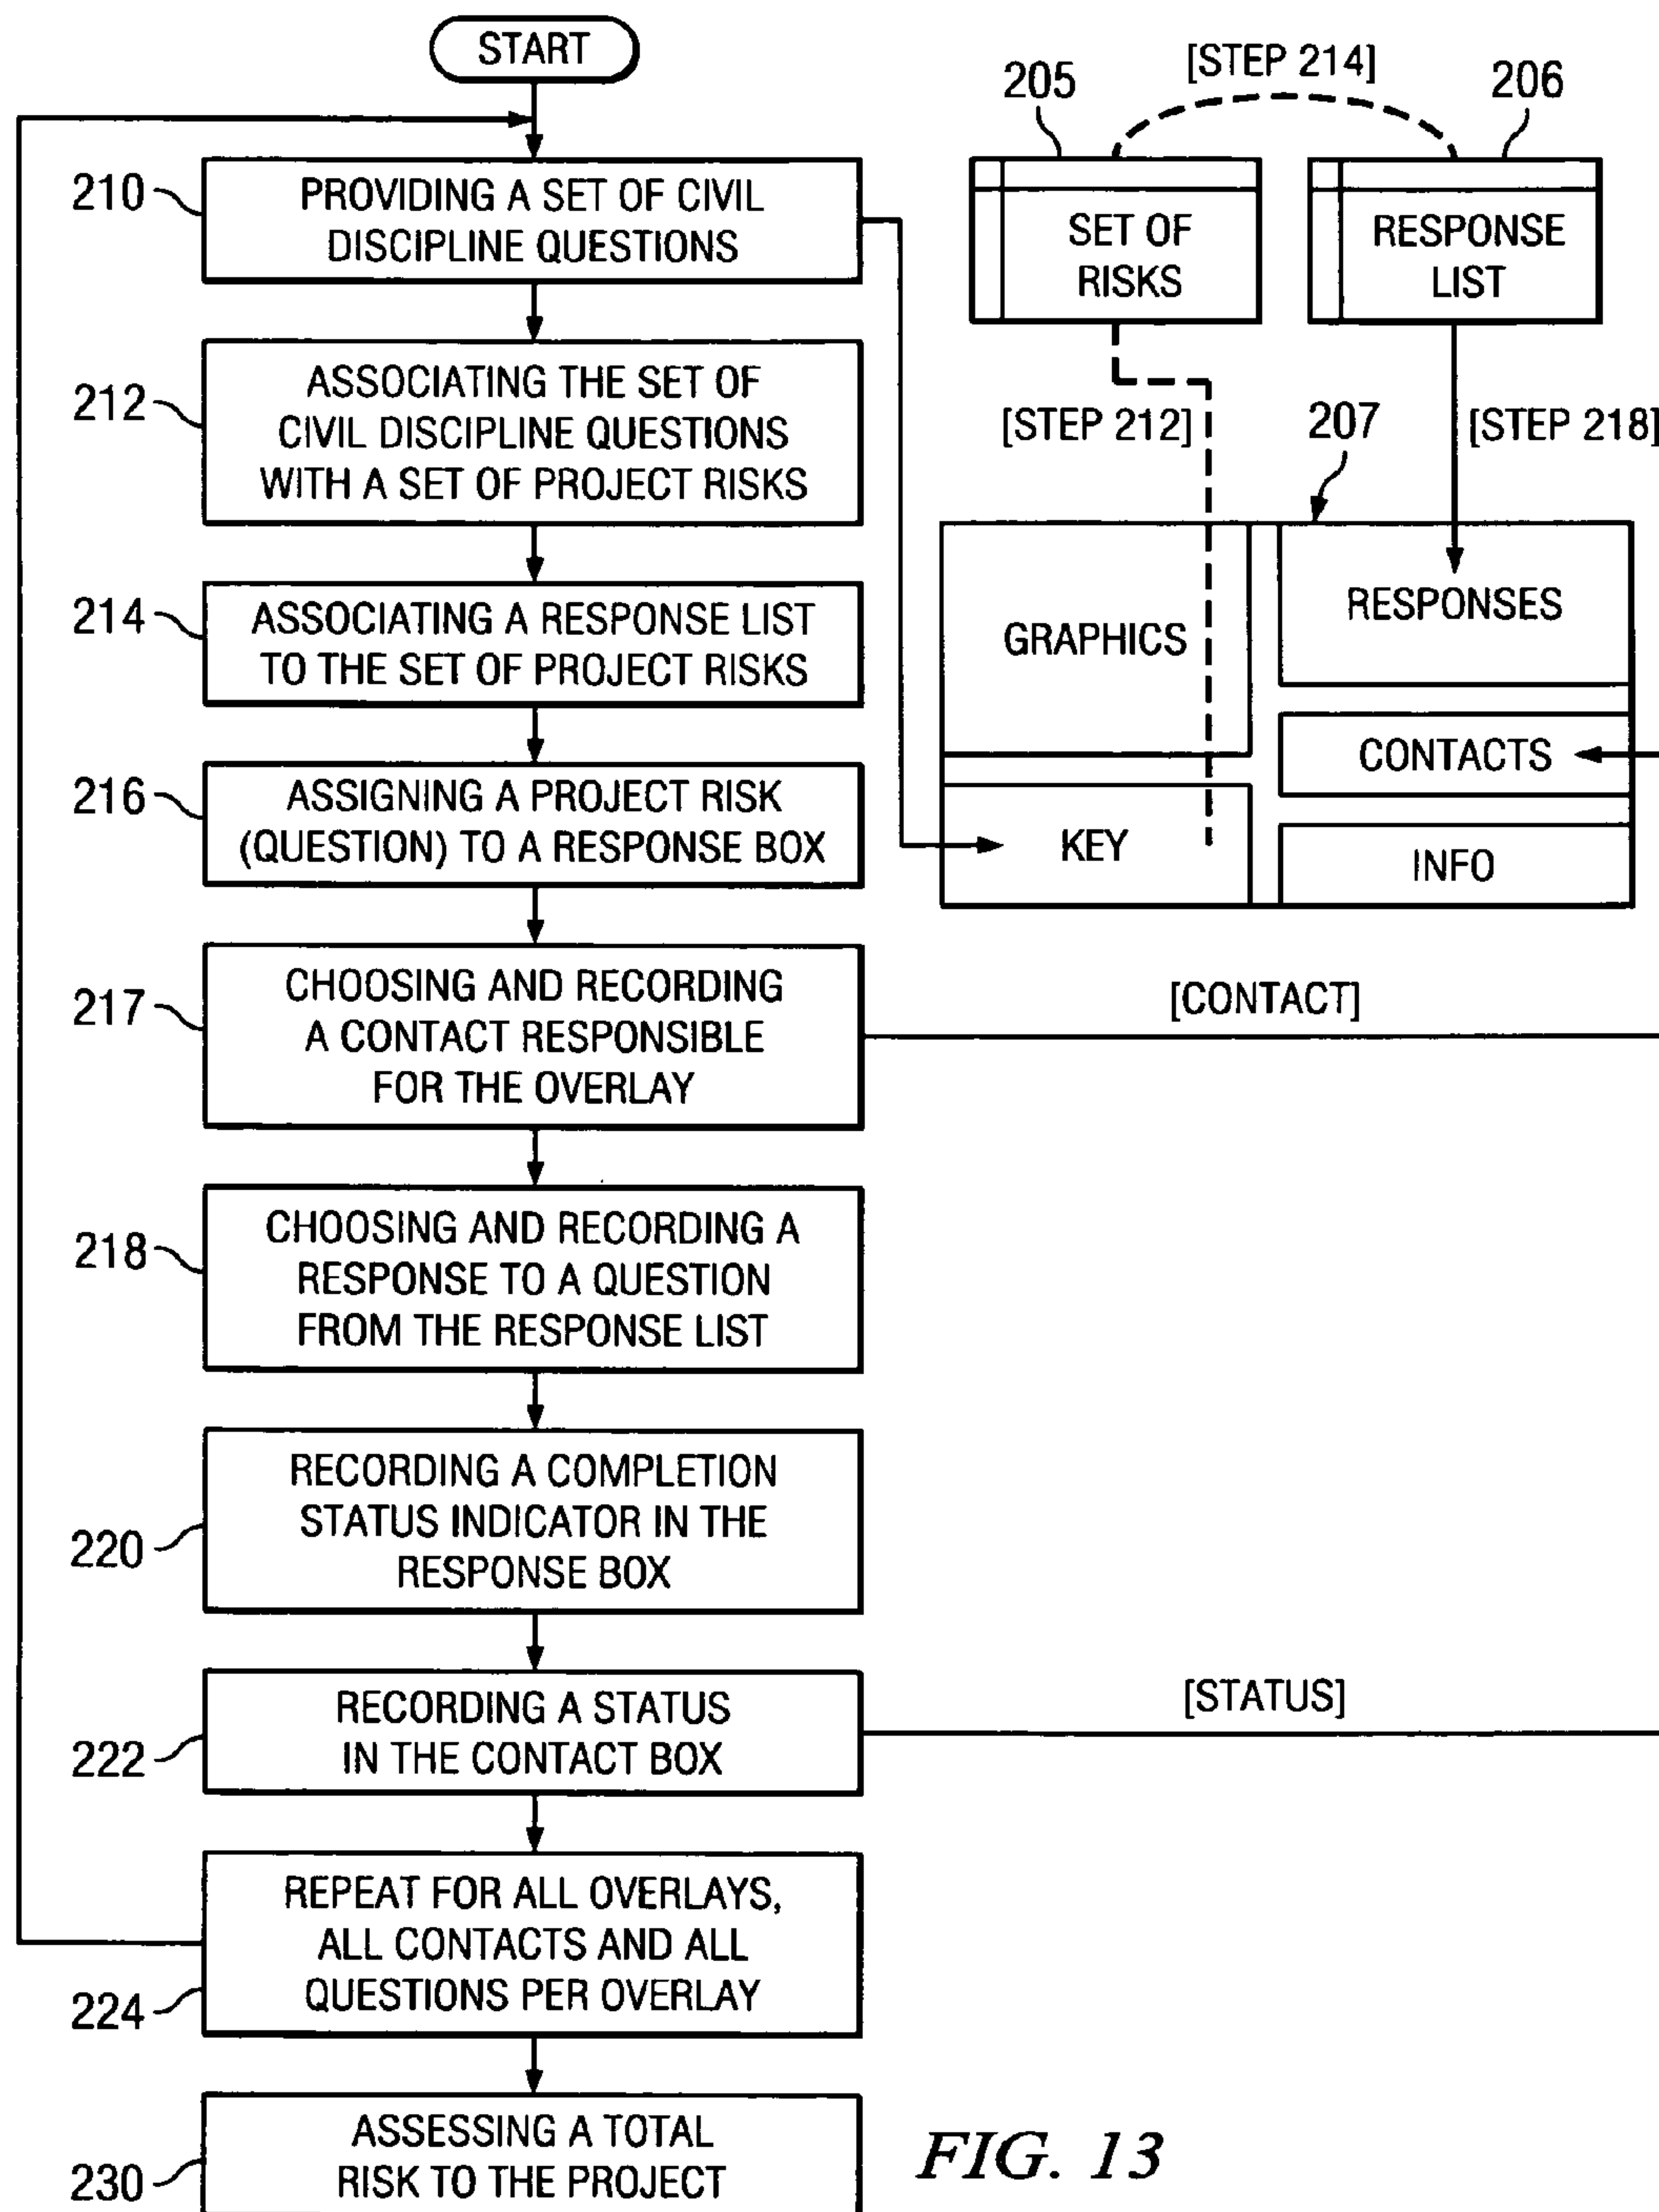 START
210
PROVIDING A SET OF CIVIL
DISCIPLINE QUESTIONS
212
ASSOCIATING THE SET OF
CIVIL DISCIPLINE QUESTIONS
WITH A SET OF PROJECT RISKS
214
ASSOCIATING A RESPONSE LIST
TO THE SET OF PROJECT RISKS
216
ASSIGNING A PROJECT RISK
(QUESTION) TO A RESPONSE BOX
217
CHOOSING AND RECORDING
A CONTACT RESPONSIBLE
FOR THE OVERLAY
218
CHOOSING AND RECORDING A
RESPONSE TO A QUESTION
FROM THE RESPONSE LIST
220
RECORDING A COMPLETION
STATUS INDICATOR IN THE
RESPONSE BOX
222
RECORDING A STATUS
IN THE CONTACT BOX
224
REPEAT FOR ALL OVERLAYS,
ALL CONTACTS AND ALL
QUESTIONS PER OVERLAY
230
ASSESSING A TOTAL
RISK TO THE PROJECT
205
[STEP 214]
206
SET OF
RISKS
RESPONSE
LIST
[STEP 212]
207
[STEP 218]
GRAPHICS
RESPONSES
CONTACTS
KEY
INFO
[CONTACT]
[STATUS]
FIG. 13